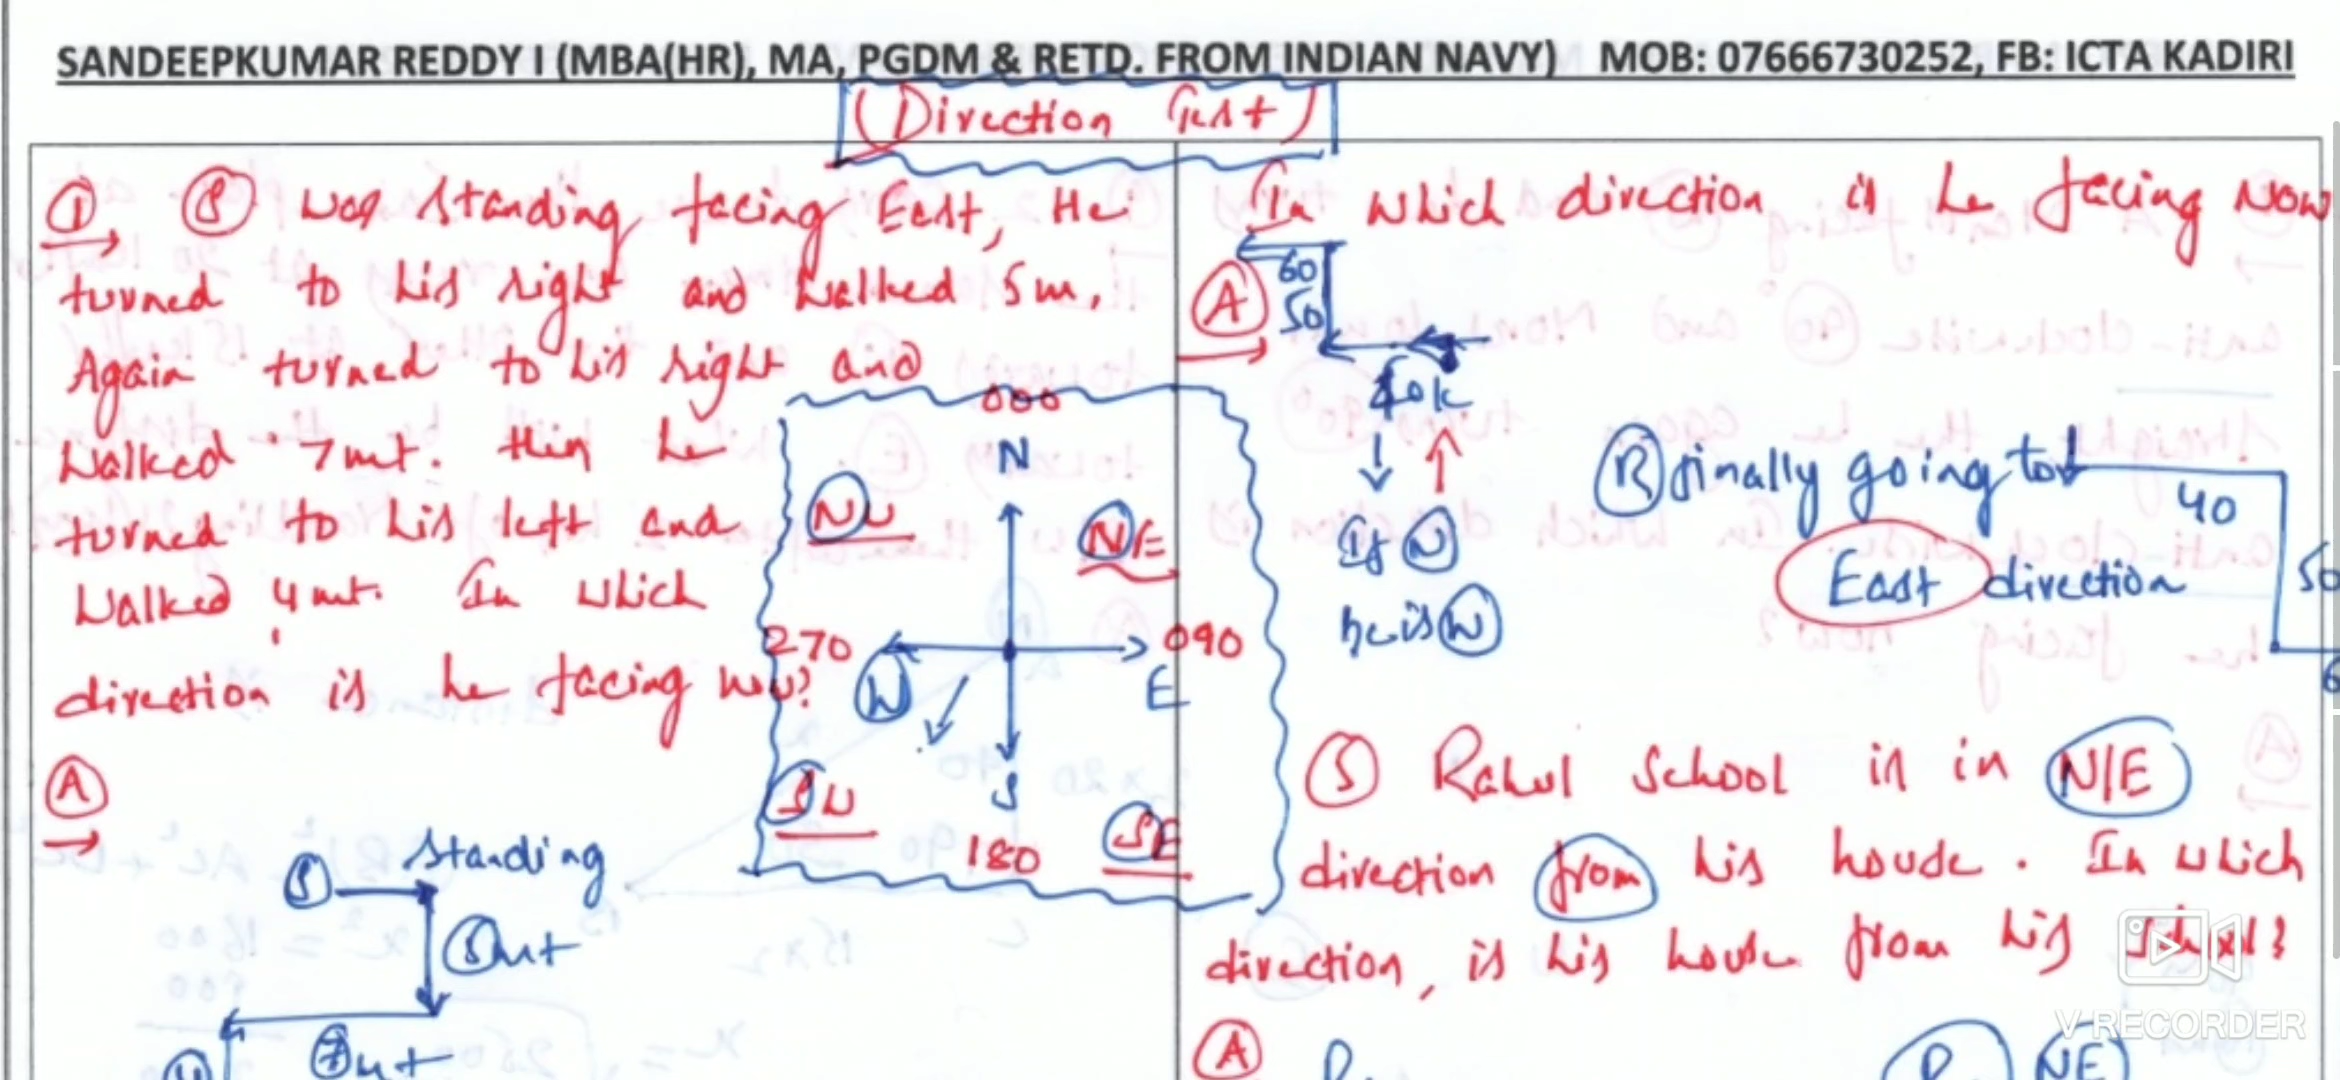 SANDEEPKUMAR REDDY I (MBA(HR), MA, PGDM & RETD. FROM INDIAN NAVY) MOB: 07666730252, FB: ICTA KADIRI
(Direction Test)
① Ⓢ was standing facing East, He
turned to his right and walked 5m,
Again turned to his right and
walked 7mt. then he
turned to his left and
walked 4mt. In which
direction is he facing now?
Ⓐ
Ⓢ standing
⑤mt
⑦mt
000
N
NW
NE
270
090
W
E
S
SW
SE
180
In which direction is he facing Now
Ⓐ
60
50
40k
If Ⓝ
he is Ⓦ
Ⓡ finally going to
East direction
40
50
6
⑤ Rahul School is in N/E
direction from his house. In which
direction, is his house from his School?
Ⓐ
NE
V RECORDER